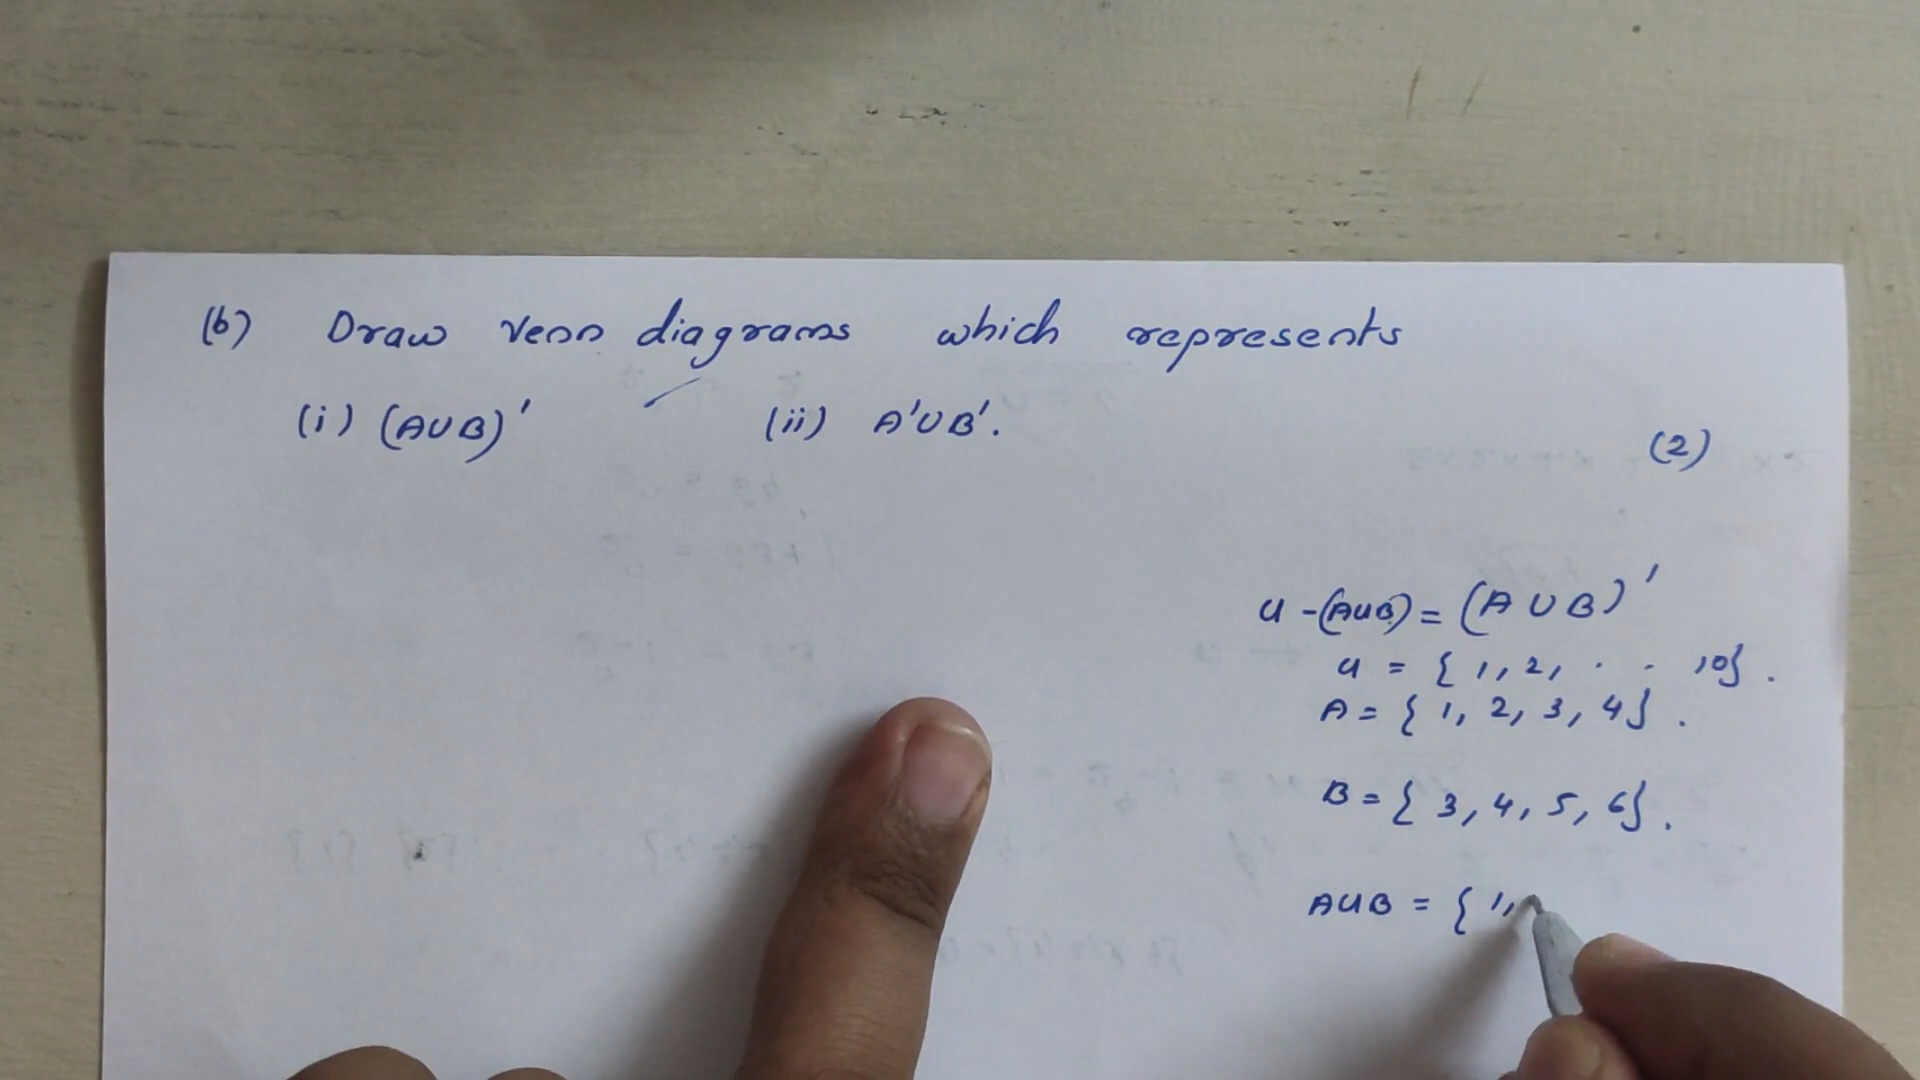 (b) Draw Venn diagrams which represents
(i) (A∪B)' (ii) A'∪B'.
(2)
U -(A∪B) = (A ∪ B)'
U = { 1, 2, . . 10} .
A = { 1, 2, 3, 4} .
B = { 3, 4, 5, 6} .
A∪B = { 1,